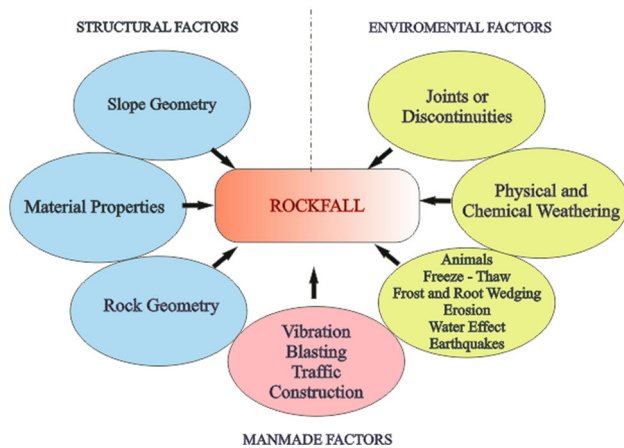 STRUCTURAL FACTORS
ENVIROMENTAL FACTORS
Slope Geometry
Joints or
Discontinuities
Material Properties
ROCKFALL
Physical and
Chemical Weathering
Rock Geometry
Animals
Freeze - Thaw
Frost and Root Wedging
Erosion
Water Effect
Earthquakes
Vibration
Blasting
Traffic
Construction
MANMADE FACTORS